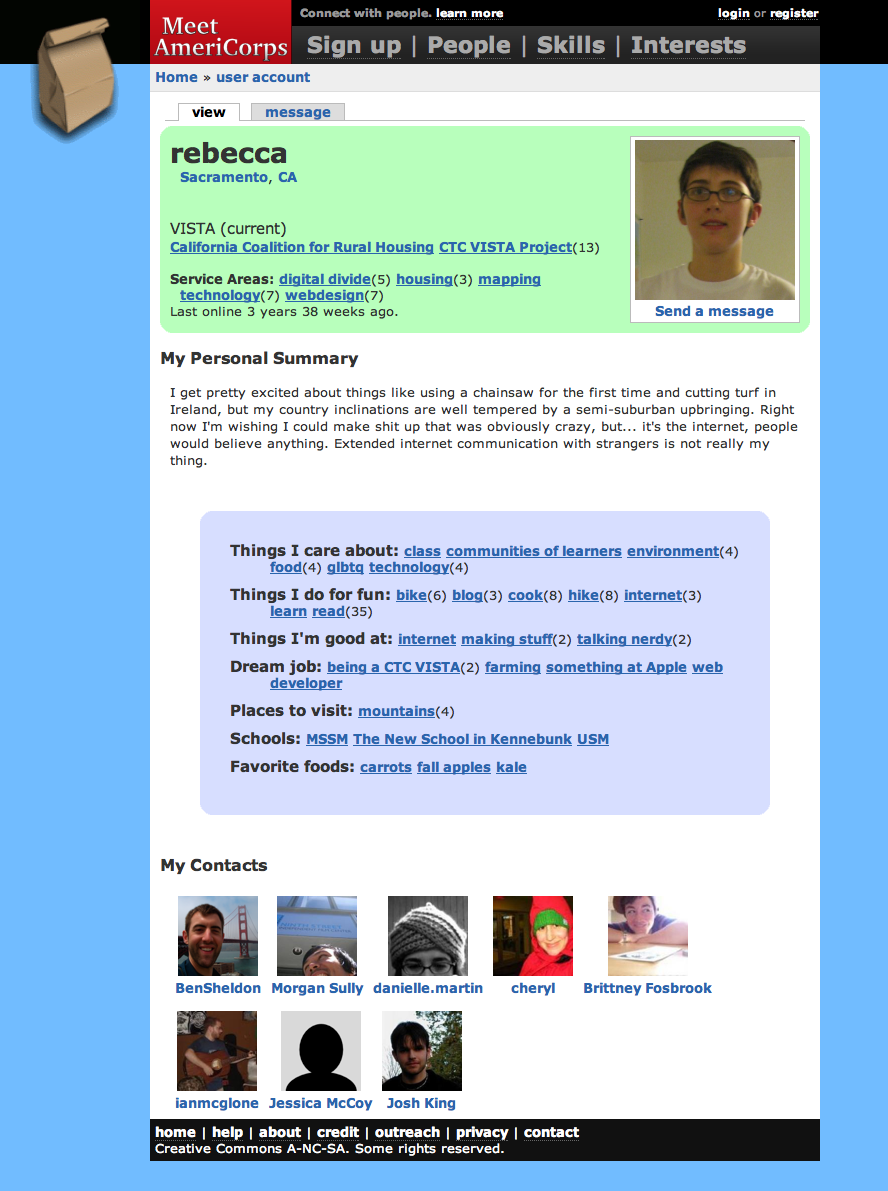 Meet
AmeriCorps
Connect with people. learn more
login or register
Sign up | People | Skills | Interests
Home » user account
view
message
rebecca
Sacramento, CA
VISTA (current)
California Coalition for Rural Housing CTC VISTA Project(13)
Service Areas: digital divide(5) housing(3) mapping
technology(7) webdesign(7)
Last online 3 years 38 weeks ago.
Send a message
My Personal Summary
I get pretty excited about things like using a chainsaw for the first time and cutting turf in
Ireland, but my country inclinations are well tempered by a semi-suburban upbringing. Right
now I'm wishing I could make shit up that was obviously crazy, but... it's the internet, people
would believe anything. Extended internet communication with strangers is not really my
thing.
Things I care about: class communities of learners environment(4)
food(4) glbtq technology(4)
Things I do for fun: bike(6) blog(3) cook(8) hike(8) internet(3)
learn read(35)
Things I'm good at: internet making stuff(2) talking nerdy(2)
Dream job: being a CTC VISTA(2) farming something at Apple web
developer
Places to visit: mountains(4)
Schools: MSSM The New School in Kennebunk USM
Favorite foods: carrots fall apples kale
My Contacts
BenSheldon Morgan Sully danielle.martin cheryl Brittney Fosbrook
ianmcglone Jessica McCoy Josh King
home | help | about | credit | outreach | privacy | contact
Creative Commons A-NC-SA. Some rights reserved.